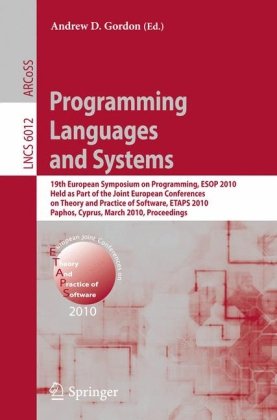 Andrew D. Gordon (Ed.)
LNCS 6012
ARCoSS
Programming
Languages
and Systems
19th European Symposium on Programming, ESOP 2010
Held as Part of the Joint European Conferences
on Theory and Practice of Software, ETAPS 2010
Paphos, Cyprus, March 2010, Proceedings
European Joint Conferences on
Theory
And
Practice of
Software
ETAPS
2010
Springer